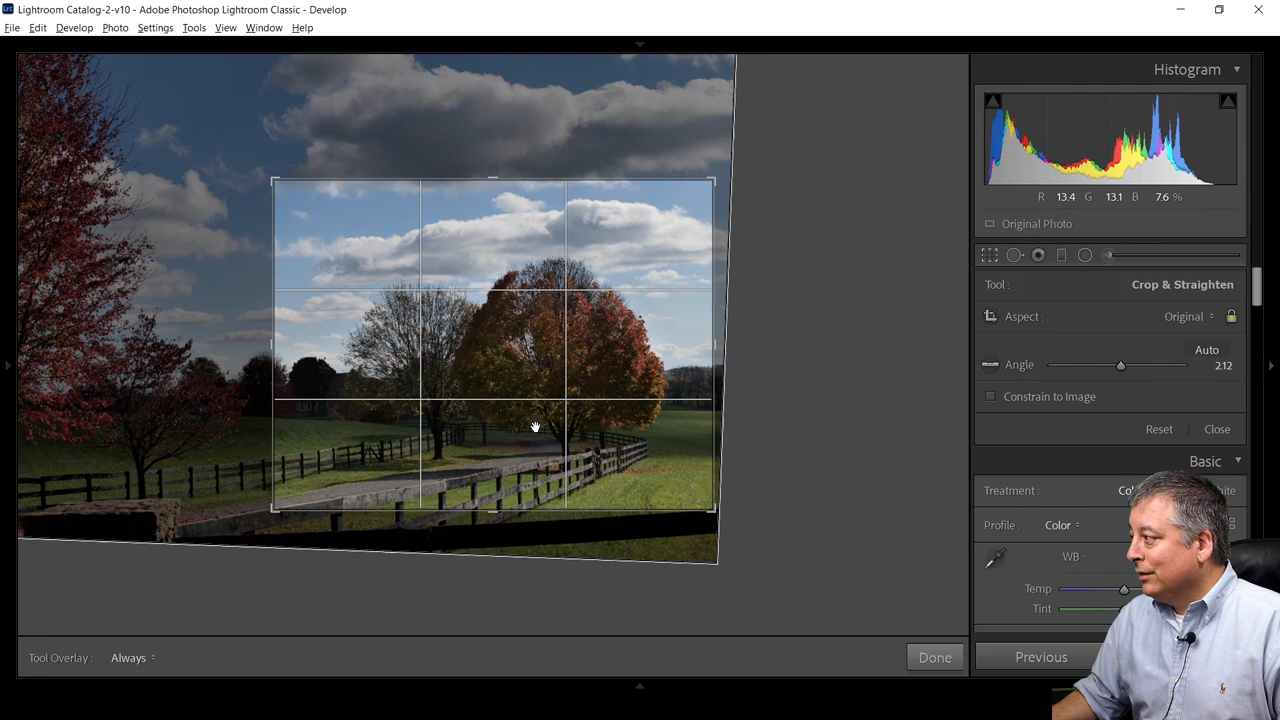 Lightroom Catalog-2-v10 - Adobe Photoshop Lightroom Classic - Develop
File Edit Develop Photo Settings Tools View Window Help
Histogram
R 13.4 G 13.1 B 7.6 %
Original Photo
Tool : Crop & Straighten
Aspect : Original
Auto
Angle 2.12
Constrain to Image
Reset Close
Basic
Treatment :
Profile : Color
WB :
Temp
Tint
Tool Overlay : Always Done Previous